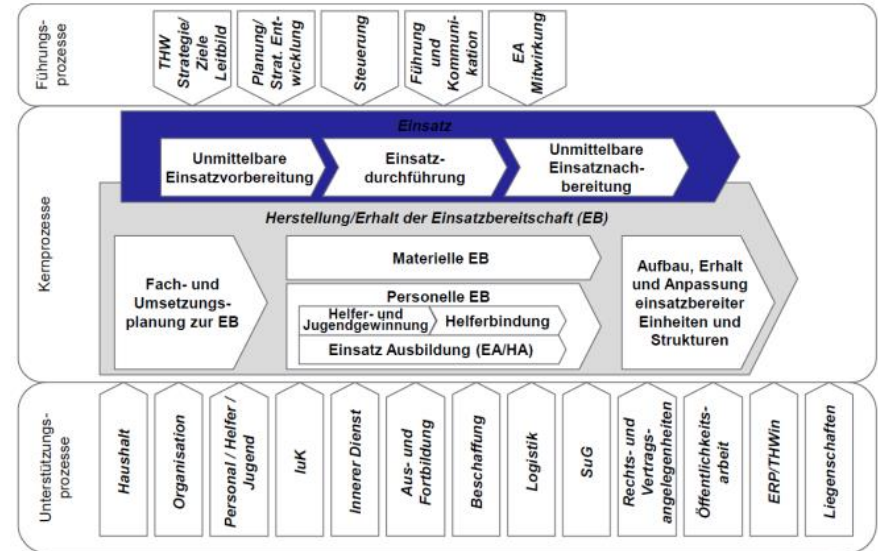 Führungs-
prozesse
THW
Strategie/
Ziele
Leitbild
Planung/
Strat. Ent-
wicklung
Steuerung
Führung
und
Kommuni-
kation
EA
Mitwirkung
Kernprozesse
Einsatz
Unmittelbare
Einsatzvorbereitung
Einsatz-
durchführung
Unmittelbare
Einsatznach-
bereitung
Herstellung/Erhalt der Einsatzbereitschaft (EB)
Fach- und
Umsetzungs-
planung zur EB
Materielle EB
Personelle EB
Helfer- und
Jugendgewinnung
Helferbindung
Einsatz Ausbildung (EA/HA)
Aufbau, Erhalt
und Anpassung
einsatzbereiter
Einheiten und
Strukturen
Unterstützungs-
prozesse
Haushalt
Organisation
Personal / Helfer /
Jugend
IuK
Innerer Dienst
Aus- und
Fortbildung
Beschaffung
Logistik
SuG
Rechts- und
Vertrags-
angelegenheiten
Öffentlichkeits-
arbeit
ERP/THWin
Liegenschaften